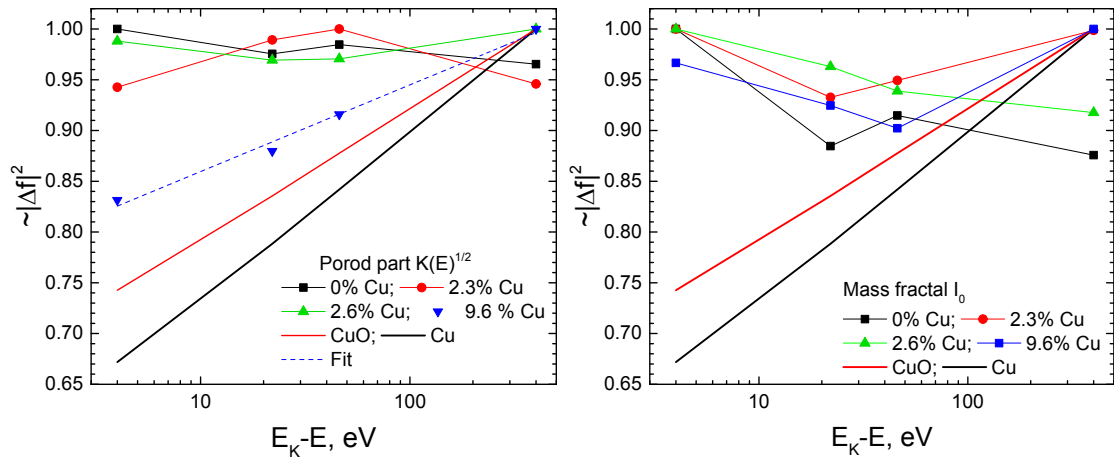 1.00
0.95
0.90
0.85
0.80
0.75
0.70
0.65
~|Δf|²
Porod part K(E)^1/2
0% Cu; 2.3% Cu
2.6% Cu; 9.6 % Cu
CuO; Cu
Fit
10 100
E_K-E, eV
1.00
0.95
0.90
0.85
0.80
0.75
0.70
0.65
~|Δf|²
Mass fractal I_0
0% Cu; 2.3% Cu
2.6% Cu; 9.6% Cu
CuO; Cu
10 100
E_K-E, eV